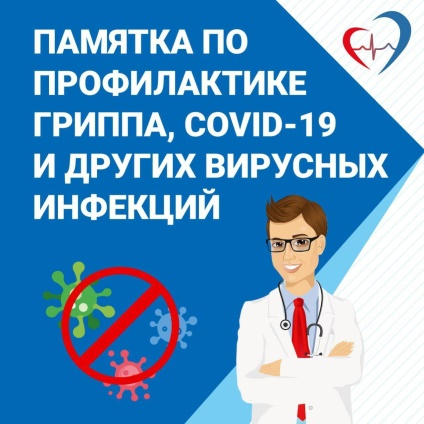 ПАМЯТКА ПО
ПРОФИЛАКТИКЕ
ГРИППА, COVID-19
И ДРУГИХ ВИРУСНЫХ
ИНФЕКЦИЙ